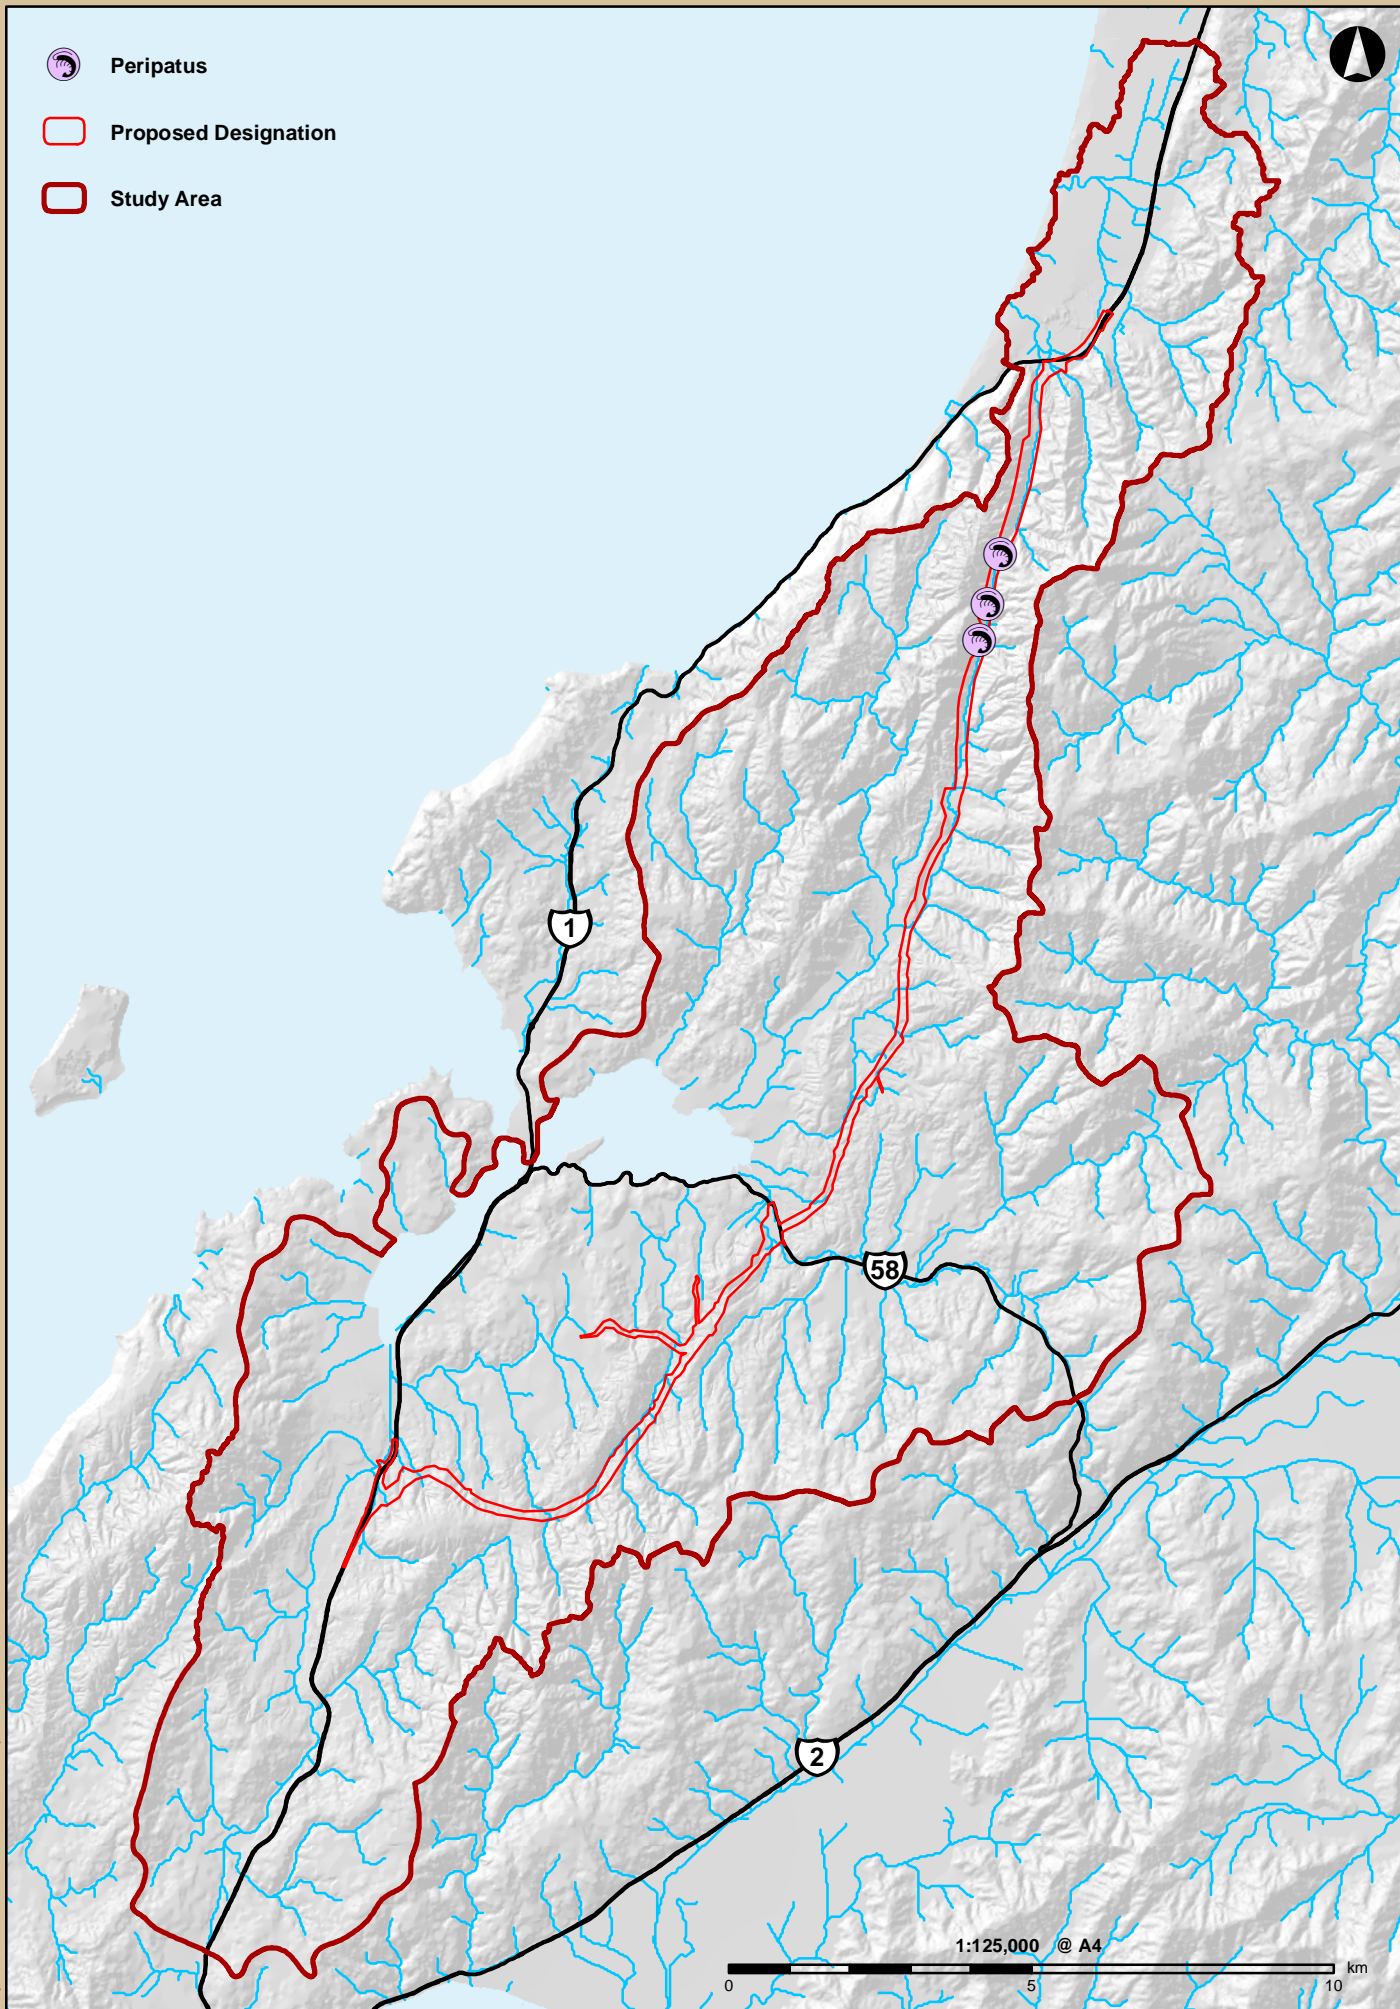 Peripatus
Proposed Designation
Study Area
1
58
2
1:125,000 @ A4
km
0 5 10